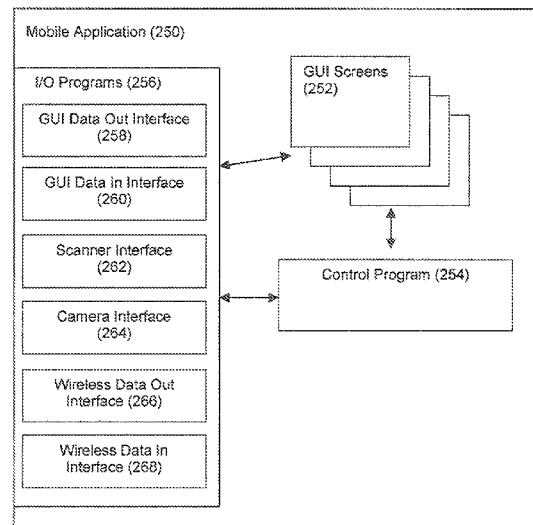 Mobile Application (250)
I/O Programs (256)
GUI Data Out Interface
(258)
GUI Data In Interface
(260)
Scanner Interface
(262)
Camera Interface
(264)
Wireless Data Out
Interface (266)
Wireless Data In
Interface (268)
GUI Screens
(252)
Control Program (254)